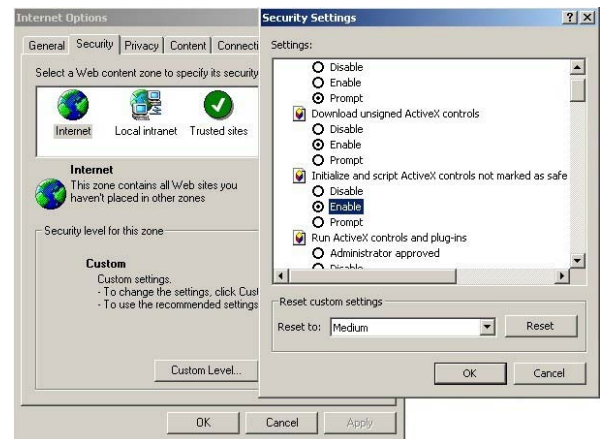 Internet Options
General Security Privacy Content Connecti
Select a Web content zone to specify its security
Internet Local intranet Trusted sites
Internet
This zone contains all Web sites you
haven't placed in other zones
Security level for this zone
Custom
Custom settings.
- To change the settings, click Cust
- To use the recommended settings
Custom Level...
OK Cancel Apply
Security Settings
Settings:
Disable
Enable
Prompt
Download unsigned ActiveX controls
Disable
Enable
Prompt
Initialize and script ActiveX controls not marked as safe
Disable
Enable
Prompt
Run ActiveX controls and plug-ins
Administrator approved
Disable
Reset custom settings
Reset to: Medium Reset
OK Cancel